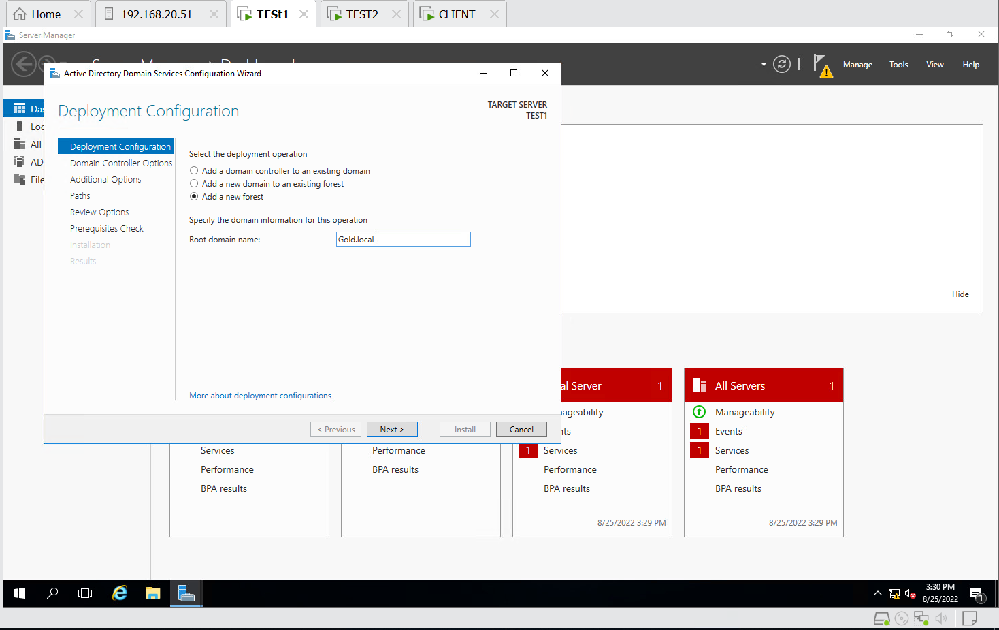 Home
192.168.20.51
TESt1
TEST2
CLIENT
Server Manager
Manage
Tools
View
Help
Active Directory Domain Services Configuration Wizard
Deployment Configuration
TARGET SERVER
TEST1
Das
Loc
All
AD
File
Deployment Configuration
Domain Controller Options
Additional Options
Paths
Review Options
Prerequisites Check
Installation
Results
Select the deployment operation
Add a domain controller to an existing domain
Add a new domain to an existing forest
Add a new forest
Specify the domain information for this operation
Root domain name:
Gold.local
More about deployment configurations
< Previous
Next >
Install
Cancel
Hide
al Server 1
All Servers 1
nageability
Manageability
nts
1 Events
Services
Performance
1 Services
1 Services
Performance
BPA results
Performance
Performance
BPA results
BPA results
BPA results
8/25/2022 3:29 PM
8/25/2022 3:29 PM
3:30 PM
8/25/2022
1